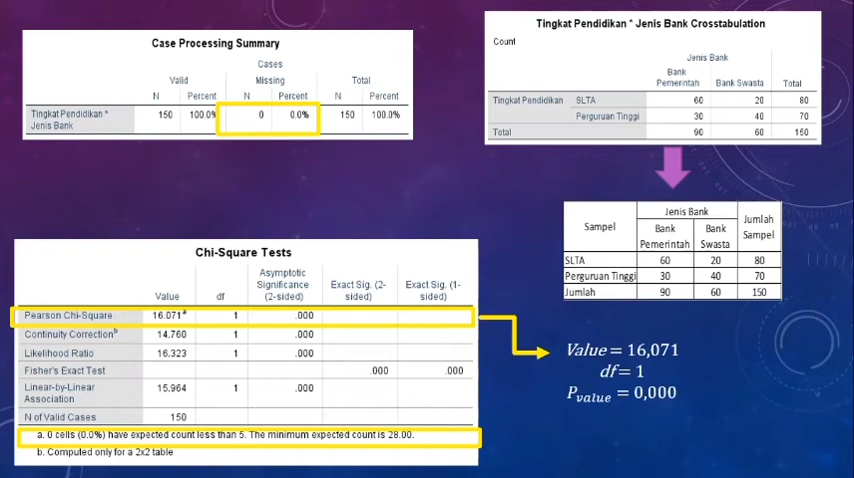 Case Processing Summary
Cases
Valid Missing Total
N Percent N Percent N Percent
Tingkat Pendidikan * Jenis Bank 150 100.0% 0 0.0% 150 100.0%
Tingkat Pendidikan * Jenis Bank Crosstabulation
Count
Jenis Bank
Bank Pemerintah Bank Swasta Total
Tingkat Pendidikan SLTA 60 20 80
Perguruan Tinggi 30 40 70
Total 90 60 150
Sampel Jenis Bank Jumlah Sampel
Bank Pemerintah Bank Swasta
SLTA 60 20 80
Perguruan Tinggi 30 40 70
Jumlah 90 60 150
Chi-Square Tests
Value df Asymptotic Significance (2-sided) Exact Sig. (2-sided) Exact Sig. (1-sided)
Pearson Chi-Square 16.071a 1 .000
Continuity Correctionb 14.760 1 .000
Likelihood Ratio 16.323 1 .000
Fisher's Exact Test .000 .000
Linear-by-Linear Association 15.964 1 .000
N of Valid Cases 150
a. 0 cells (0.0%) have expected count less than 5. The minimum expected count is 28.00.
b. Computed only for a 2x2 table
Value = 16,071
df = 1
Pvalue = 0,000